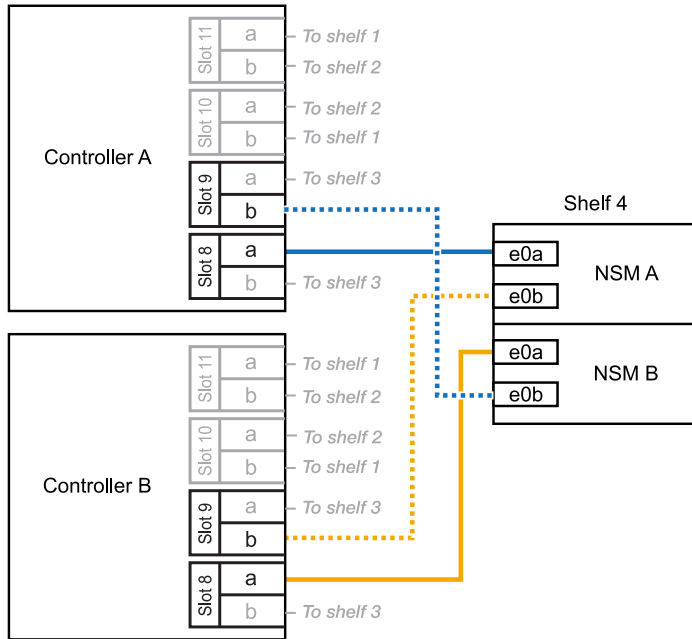 Controller A
Slot 11
a
To shelf 1
b
To shelf 2
Slot 10
a
To shelf 2
b
To shelf 1
Slot 9
a
To shelf 3
b
Slot 8
a
b
To shelf 3
Shelf 4
e0a
NSM A
e0b
e0a
NSM B
e0b
Controller B
Slot 11
a
To shelf 1
b
To shelf 2
Slot 10
a
To shelf 2
b
To shelf 1
Slot 9
a
To shelf 3
b
Slot 8
a
b
To shelf 3